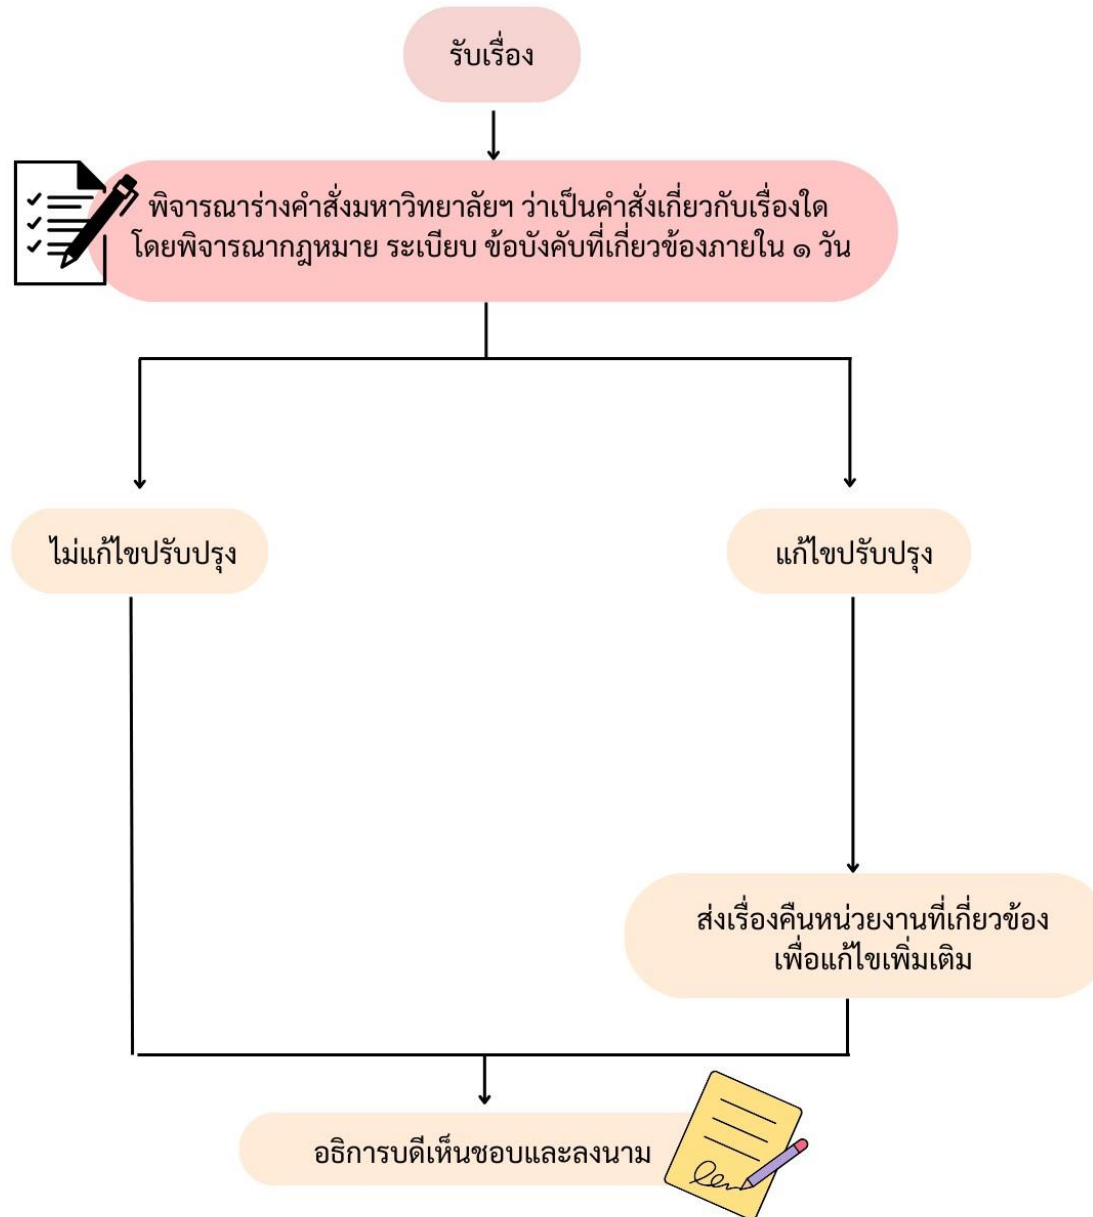 รับเรื่อง
พิจารณาร่างคำสั่งมหาวิทยาลัยฯ ว่าเป็นคำสั่งเกี่ยวกับเรื่องใด
โดยพิจารณากฎหมาย ระเบียบ ข้อบังคับที่เกี่ยวข้องภายใน ๑ วัน
ไม่แก้ไขปรับปรุง
แก้ไขปรับปรุง
ส่งเรื่องคืนหน่วยงานที่เกี่ยวข้อง
เพื่อแก้ไขเพิ่มเติม
อธิการบดีเห็นชอบและลงนาม